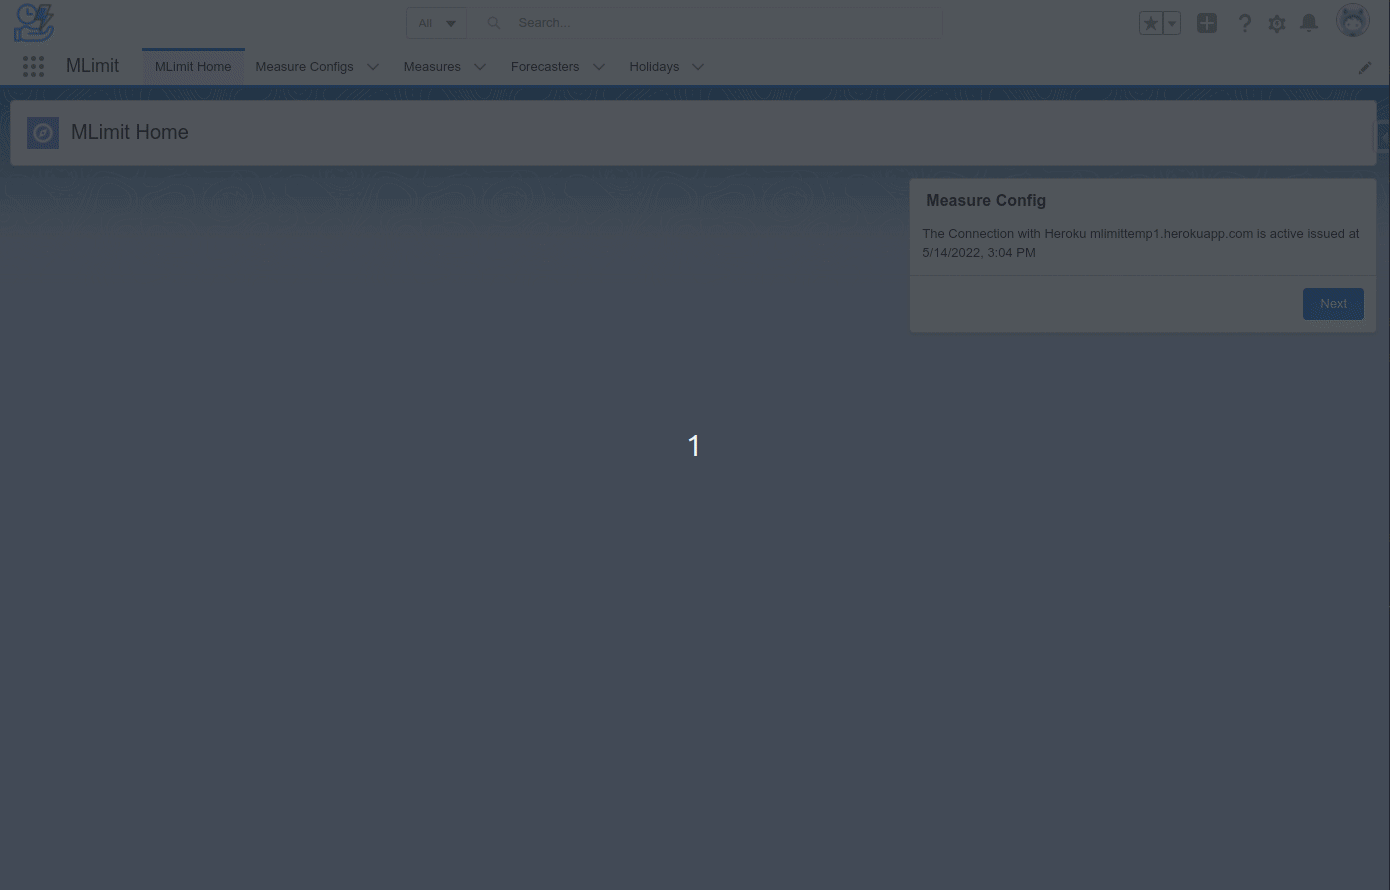 All Search...
MLimit MLimit Home Measure Configs Measures Forecasters Holidays
MLimit Home
Measure Config
The Connection with Heroku mlimittemp1.herokuapp.com is active issued at
5/14/2022, 3:04 PM
Next
1